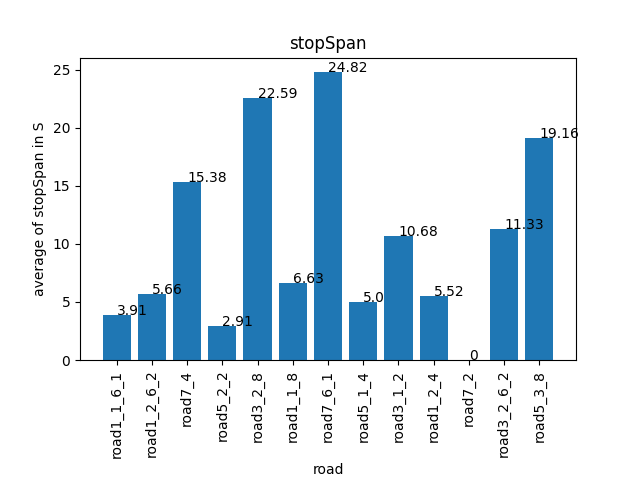 stopSpan
average of stopSpan in S
25
20
15
10
5
0
3.91
5.66
15.38
2.91
22.59
6.63
24.82
5.0
10.68
5.52
0
11.33
19.16
road1_1_6_1
road1_2_6_2
road7_4
road5_2_2
road3_2_8
road1_1_8
road7_6_1
road5_1_4
road3_1_2
road1_2_4
road7_2
road3_2_6_2
road5_3_8
road